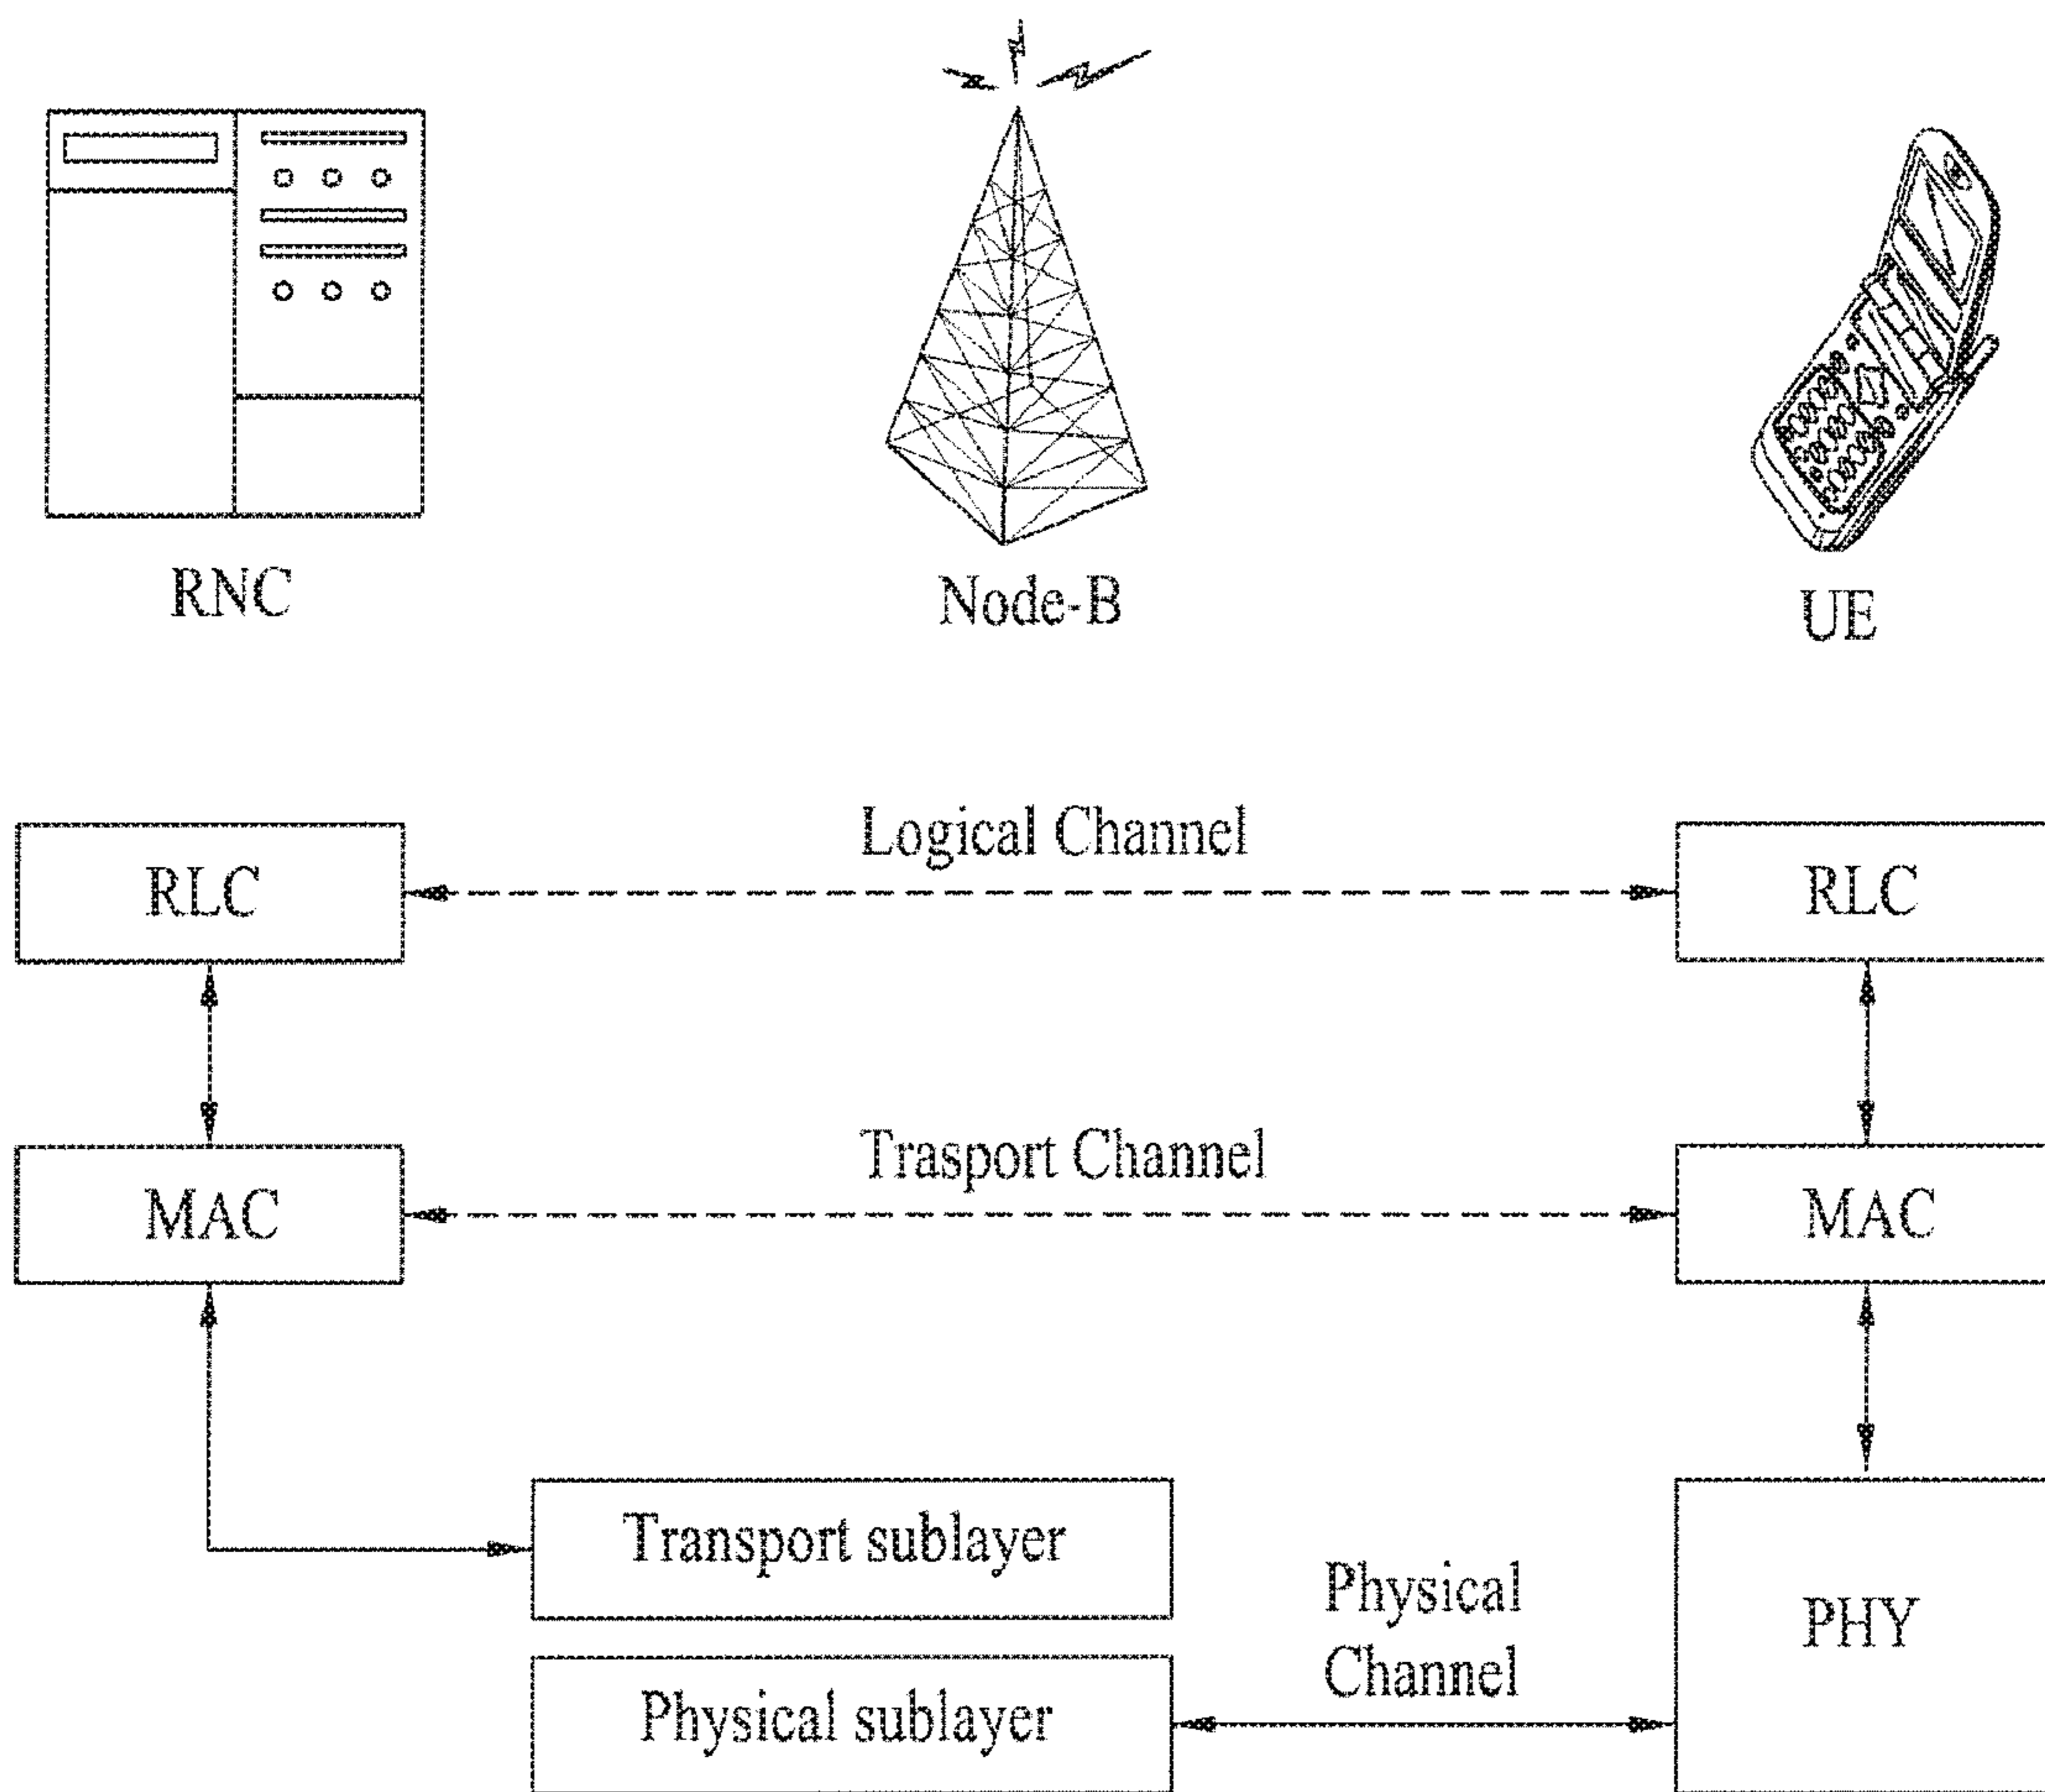 RNC
Node-B
UE
Logical Channel
RLC
RLC
Trasport Channel
MAC
MAC
Transport sublayer
Physical
Channel
PHY
Physical sublayer